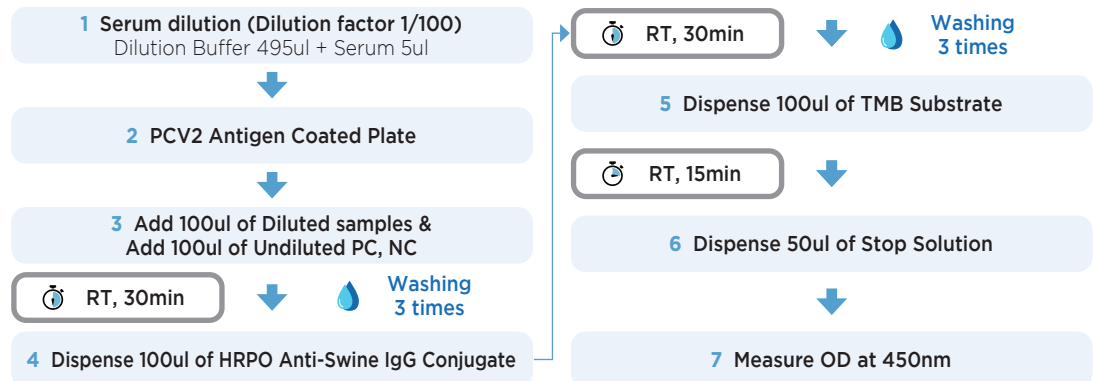 1 Serum dilution (Dilution factor 1/100)
Dilution Buffer 495ul + Serum 5ul
2 PCV2 Antigen Coated Plate
3 Add 100ul of Diluted samples &
Add 100ul of Undiluted PC, NC
RT, 30min
Washing
3 times
4 Dispense 100ul of HRPO Anti-Swine IgG Conjugate
RT, 30min
Washing
3 times
5 Dispense 100ul of TMB Substrate
RT, 15min
6 Dispense 50ul of Stop Solution
7 Measure OD at 450nm